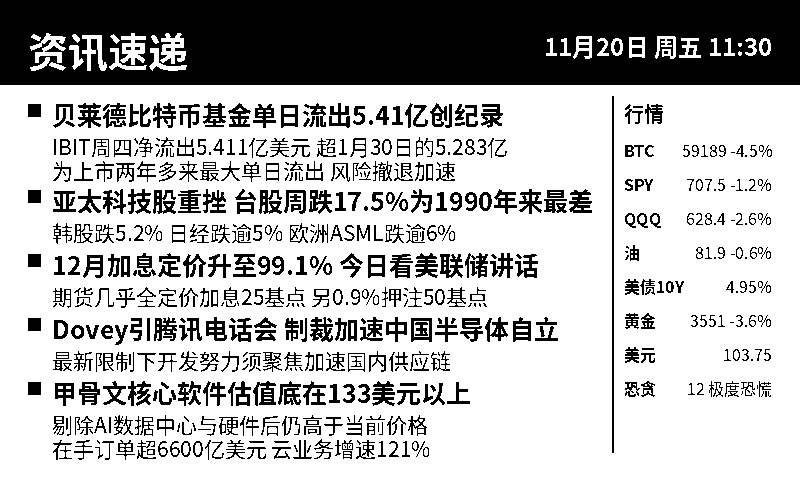 资讯速递
11月20日 周五 11:30
贝莱德比特币基金单日流出5.41亿创纪录
IBIT周四净流出5.411亿美元 超1月30日的5.283亿
为上市两年多来最大单日流出 风险撤退加速
亚太科技股重挫 台股周跌17.5%为1990年来最差
韩股跌5.2% 日经跌逾5% 欧洲ASML跌逾6%
12月加息定价升至99.1% 今日看美联储讲话
期货几乎全定价加息25基点 另0.9%押注50基点
Dovey引腾讯电话会 制裁加速中国半导体自立
最新限制下开发努力须聚焦加速国内供应链
甲骨文核心软件估值底在133美元以上
剔除AI数据中心与硬件后仍高于当前价格
在手订单超6600亿美元 云业务增速121%
行情
BTC 59189 -4.5%
SPY 707.5 -1.2%
QQQ 628.4 -2.6%
油 81.9 -0.6%
美债10Y 4.95%
黄金 3551 -3.6%
美元 103.75
恐贪 12 极度恐慌